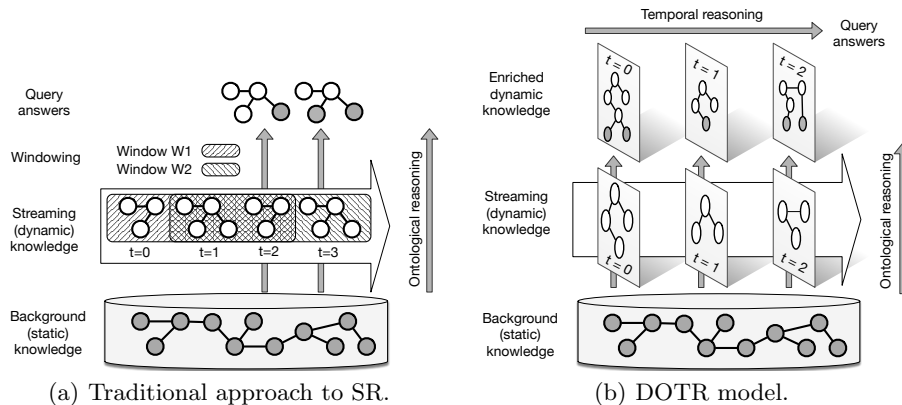 Query
answers
Windowing
Window W1
Window W2
Streaming
(dynamic)
knowledge
t=0
t=1
t=2
t=3
Ontological reasoning
Background
(static)
knowledge
(a) Traditional approach to SR.
Temporal reasoning
Query
answers
Enriched
dynamic
knowledge
t = 0
t = 1
t = 2
Streaming
(dynamic)
knowledge
t = 0
t = 1
t = 2
Ontological reasoning
Background
(static)
knowledge
(b) DOTR model.